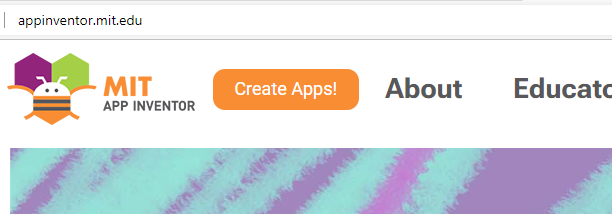 appinventor.mit.edu
MIT
APP INVENTOR
Create Apps!
About